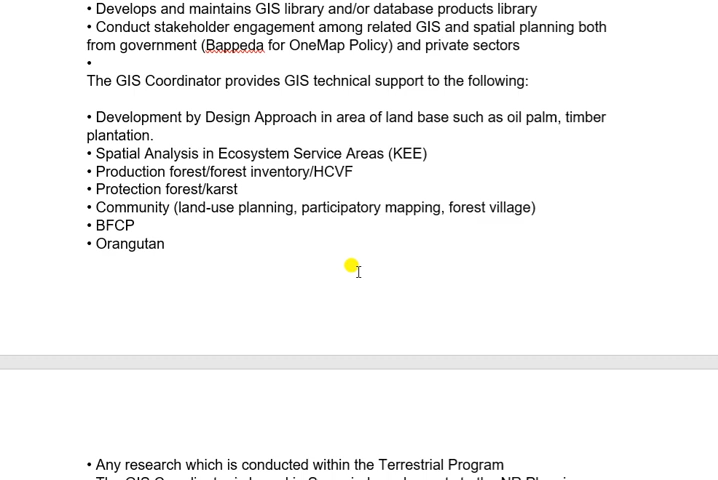 • Develops and maintains GIS library and/or database products library
• Conduct stakeholder engagement among related GIS and spatial planning both
from government (Bappeda for OneMap Policy) and private sectors
•
The GIS Coordinator provides GIS technical support to the following:
• Development by Design Approach in area of land base such as oil palm, timber
plantation.
• Spatial Analysis in Ecosystem Service Areas (KEE)
• Production forest/forest inventory/HCVF
• Protection forest/karst
• Community (land-use planning, participatory mapping, forest village)
• BFCP
• Orangutan
• Any research which is conducted within the Terrestrial Program